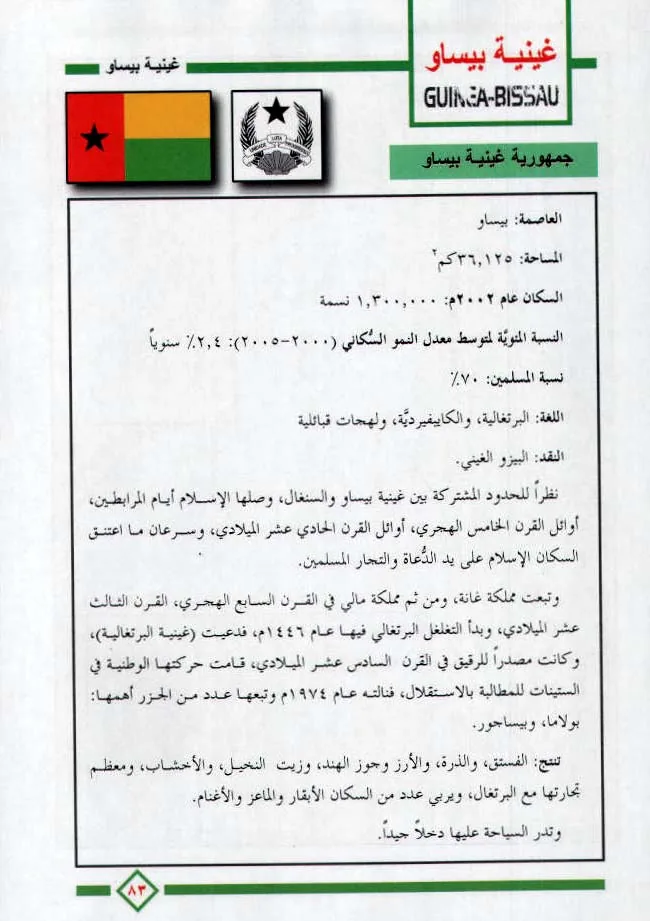 غينية بيساو
GUINEA-BISSAU
غينية بيساو
UNIDADE LUTA PROGRESSO
جمهورية غينية بيساو
العاصمة: بيساو
المساحة: ٣٦,١٢٥كم٢
السكان عام ٢٠٠٢م: ١,٣٠٠,٠٠٠ نسمة
النسبة المئويَّة لمتوسط معدل النمو السُّكاني (٢٠٠٠-٢٠٠٥): ٢,٤٪ سنوياً
نسبة المسلمين: ٧٠٪
اللغة: البرتغالية، والكايبفيرديَّة، ولهجات قبائلية
النقد: البيزو الغيني.
نظراً للحدود المشتركة بين غينية بيساو والسنغال، وصلها الإسلام أيام المرابطين،
أوائل القرن الخامس الهجري، أوائل القرن الحادي عشر الميلادي، وسرعان ما اعتنق
السكان الإسلام على يد الدُّعاة والتجار المسلمين.
وتبعت مملكة غانة، ومن ثم مملكة مالي في القرن السابع الهجري، القرن الثالث
عشر الميلادي، وبدأ التغلغل البرتغالي فيها عام ١٤٤٦م، فدعيت (غينية البرتغالية)،
وكانت مصدراً للرقيق في القرن السادس عشر الميلادي، قامت حركتها الوطنية في
الستينات للمطالبة بالاستقلال، فنالته عام ١٩٧٤م وتبعها عدد من الجزر أهمها:
بولاما، وبيساجور.
تنتج: الفستق، والذرة، والأرز وجوز الهند، وزيت النخيل، والأخشاب، ومعظم
تجارتها مع البرتغال، ويربي عدد من السكان الأبقار والماعز والأغنام.
وتدر السياحة عليها دخلاً جيداً.
٨٣